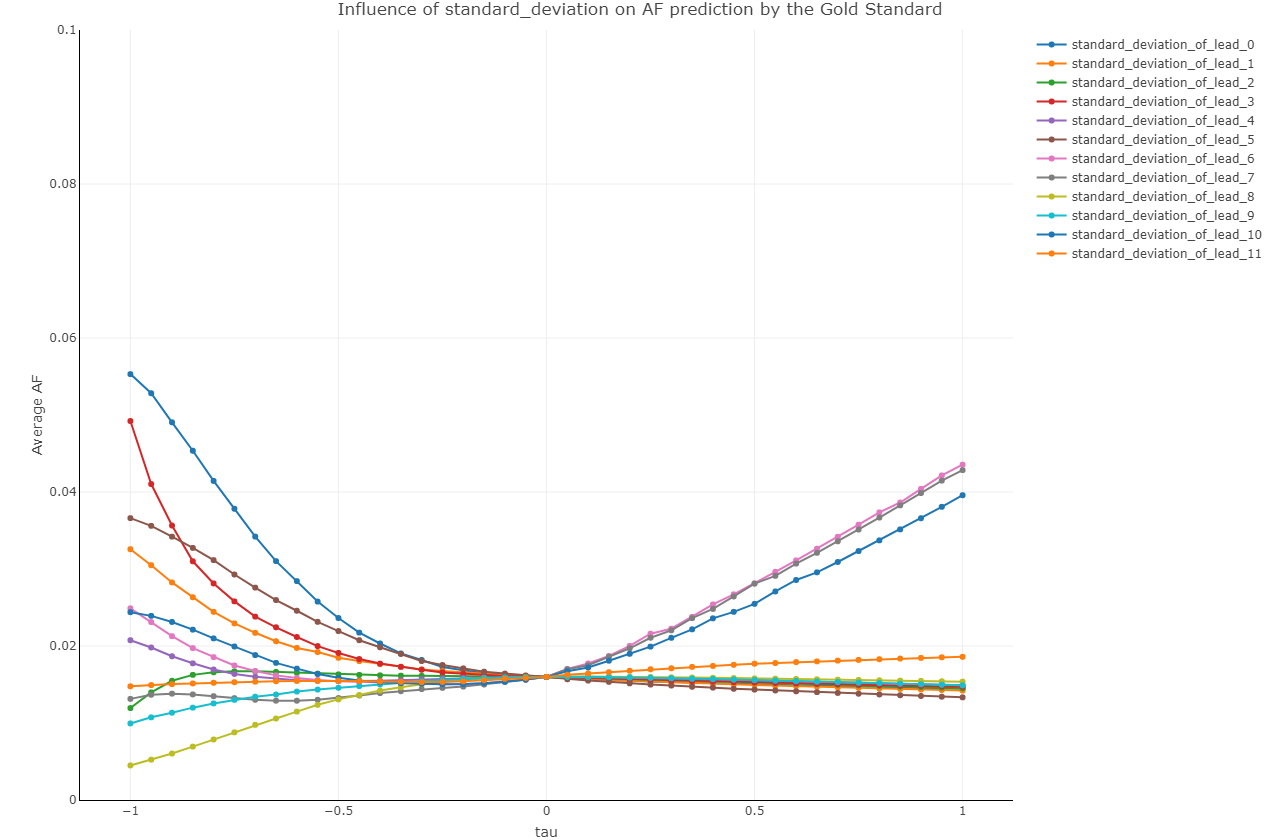 Influence of standard_deviation on AF prediction by the Gold Standard
0.1
0.08
0.06
0.04
0.02
0
Average AF
−1
−0.5
0
0.5
1
tau
standard_deviation_of_lead_0
standard_deviation_of_lead_1
standard_deviation_of_lead_2
standard_deviation_of_lead_3
standard_deviation_of_lead_4
standard_deviation_of_lead_5
standard_deviation_of_lead_6
standard_deviation_of_lead_7
standard_deviation_of_lead_8
standard_deviation_of_lead_9
standard_deviation_of_lead_10
standard_deviation_of_lead_11